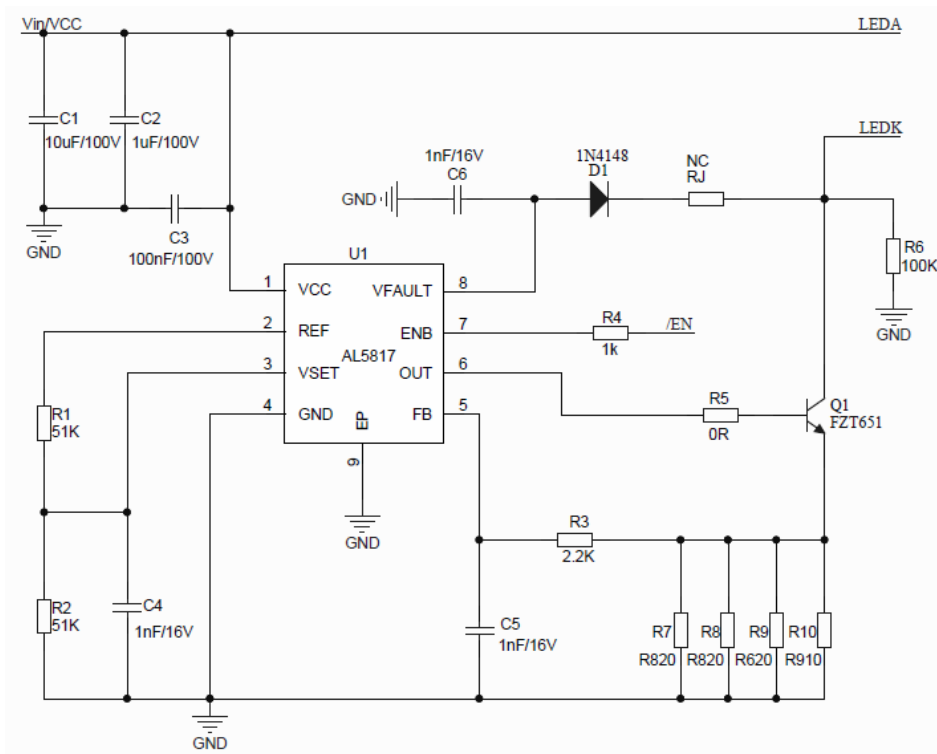 Vin/VCC
LEDA
C1
10uF/100V
C2
1uF/100V
LEDK
1nF/16V
C6
1N4148
D1
NC
RJ
GND
GND
C3
100nF/100V
R6
100K
GND
U1
1
VCC
VFAULT
8
2
REF
ENB
7
R4
1k
/EN
AL5817
3
VSET
OUT
6
4
GND
FB
5
EP
9
R5
0R
Q1
FZT651
R1
51K
GND
R3
2.2K
R2
51K
C4
1nF/16V
C5
1nF/16V
R7
R820
R8
R820
R9
R620
R10
R910
GND